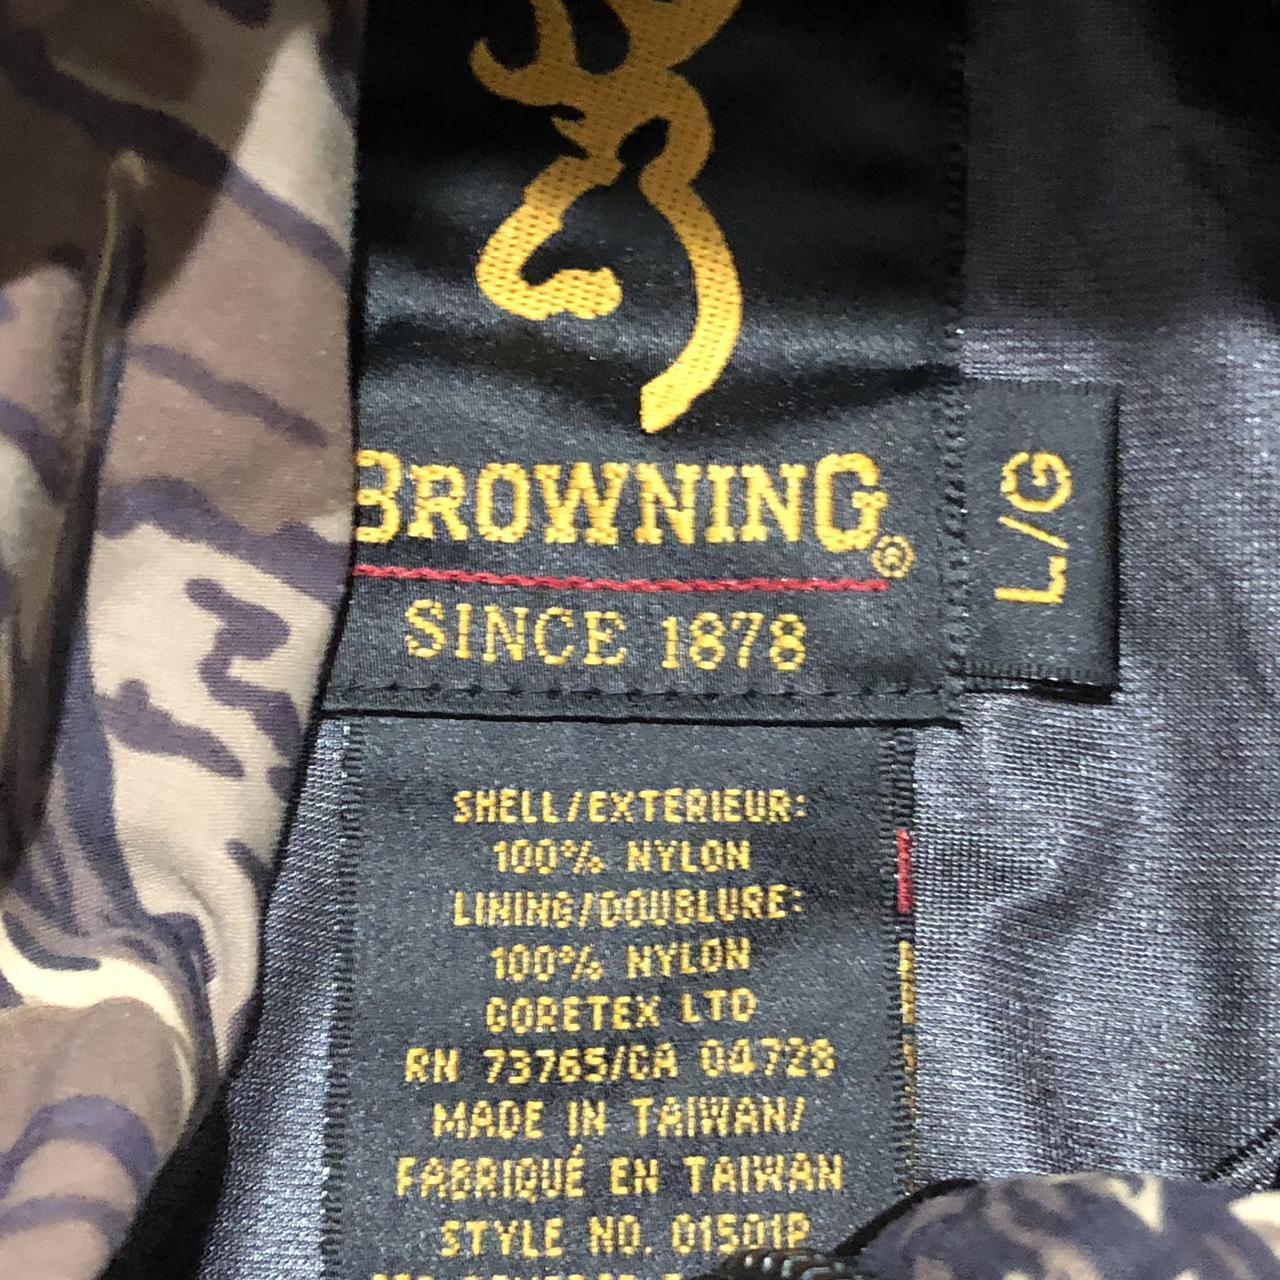 BROWNING®
SINCE 1878
L/G
SHELL/EXTÉRIEUR:
100% NYLON
LINING/DOUBLURE:
100% NYLON
GORETEX LTD
RN 73765/CA 04728
MADE IN TAIWAN/
FABRIQUÉ EN TAIWAN
STYLE NO. 01501P